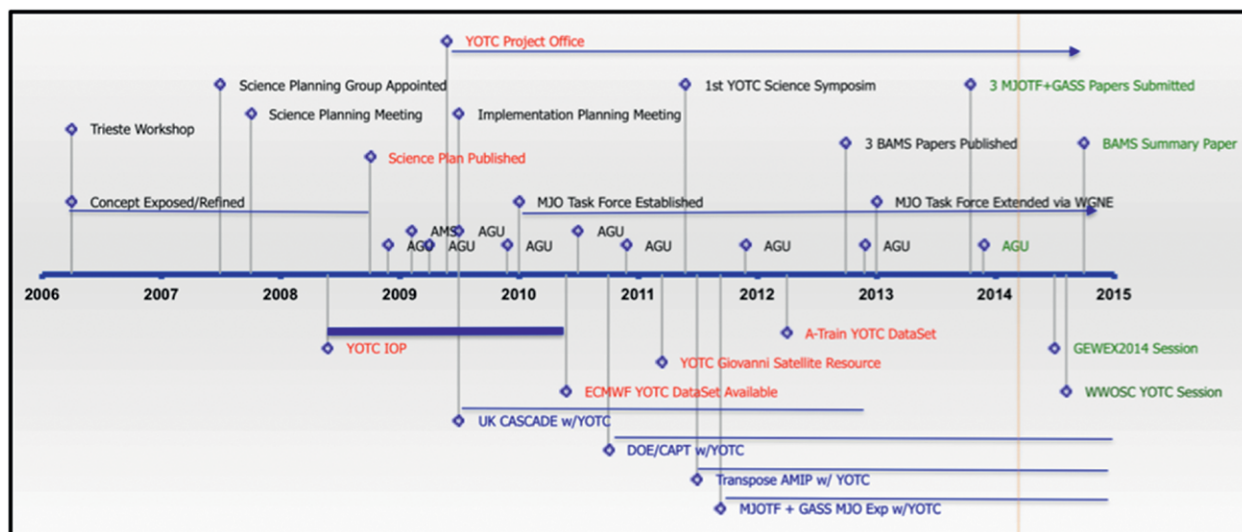 YOTC Project Office
Science Planning Group Appointed
1st YOTC Science Symposim
3 MJOTF+GASS Papers Submitted
Science Planning Meeting
Implementation Planning Meeting
Trieste Workshop
3 BAMS Papers Published
BAMS Summary Paper
Science Plan Published
Concept Exposed/Refined
MJO Task Force Established
MJO Task Force Extended via WGNE
AMS
AGU
AGU
AGU
AGU
AGU
AGU
AGU
AGU
AGU
AGU
2006 2007 2008 2009 2010 2011 2012 2013 2014 2015
A-Train YOTC DataSet
YOTC IOP
GEWEX2014 Session
YOTC Giovanni Satellite Resource
ECMWF YOTC DataSet Available
WWOSC YOTC Session
UK CASCADE w/YOTC
DOE/CAPT w/YOTC
Transpose AMIP w/ YOTC
MJOTF + GASS MJO Exp w/YOTC